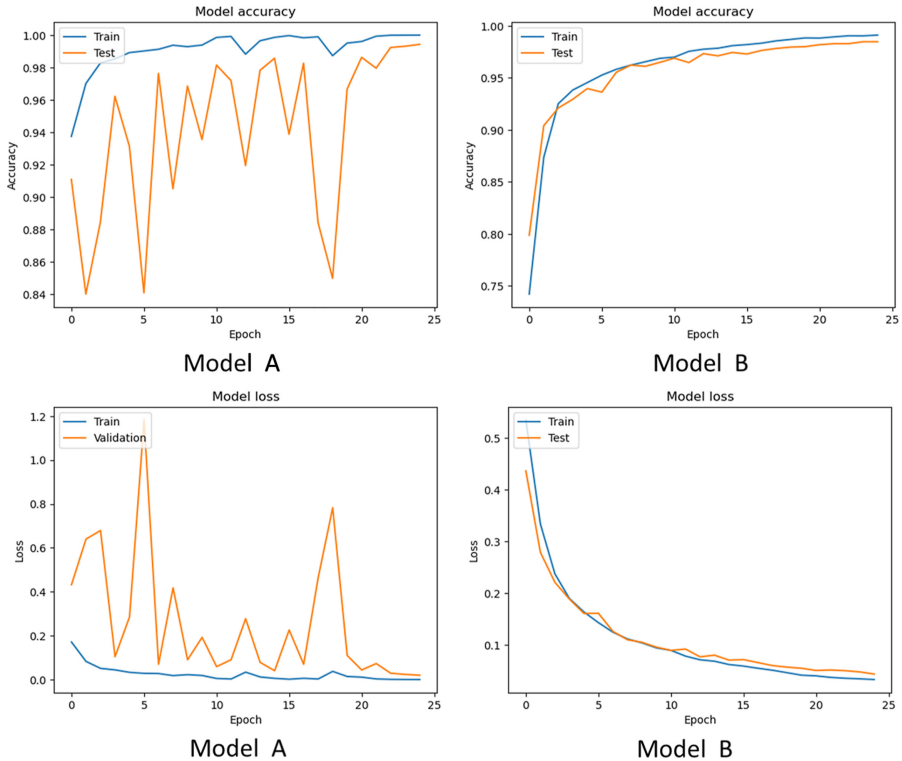 Model accuracy
Train
Test
1.00
0.98
0.96
0.94
0.92
0.90
0.88
0.86
0.84
Accuracy
0 5 10 15 20 25
Epoch
Model A
Model accuracy
Train
Test
1.00
0.95
0.90
0.85
0.80
0.75
Accuracy
0 5 10 15 20 25
Epoch
Model B
Model loss
Train
Validation
1.2
1.0
0.8
0.6
0.4
0.2
0.0
Loss
0 5 10 15 20 25
Epoch
Model A
Model loss
Train
Test
0.5
0.4
0.3
0.2
0.1
Loss
0 5 10 15 20 25
Epoch
Model B